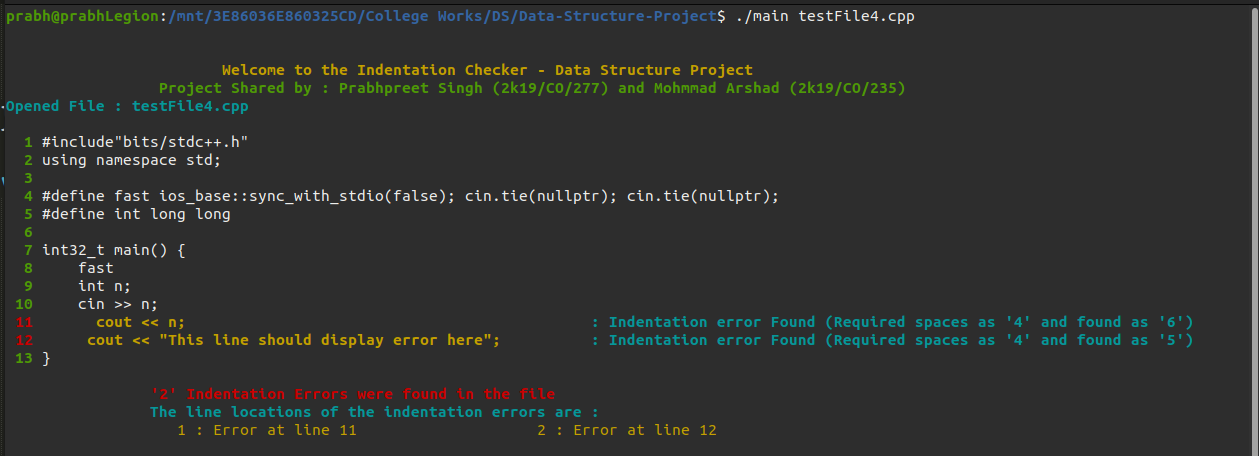 prabh@prabhLegion:/mnt/3E86036E860325CD/College Works/DS/Data-Structure-Project$ ./main testFile4.cpp
Welcome to the Indentation Checker - Data Structure Project
Project Shared by : Prabhpreet Singh (2k19/CO/277) and Mohmmad Arshad (2k19/CO/235)
Opened File : testFile4.cpp
1 #include"bits/stdc++.h"
2 using namespace std;
3
4 #define fast ios_base::sync_with_stdio(false); cin.tie(nullptr); cin.tie(nullptr);
5 #define int long long
6
7 int32_t main() {
8     fast
9     int n;
10     cin >> n;
11       cout << n; : Indentation error Found (Required spaces as '4' and found as '6')
12      cout << "This line should display error here"; : Indentation error Found (Required spaces as '4' and found as '5')
13 }
'2' Indentation Errors were found in the file
The line locations of the indentation errors are :
1 : Error at line 11 2 : Error at line 12